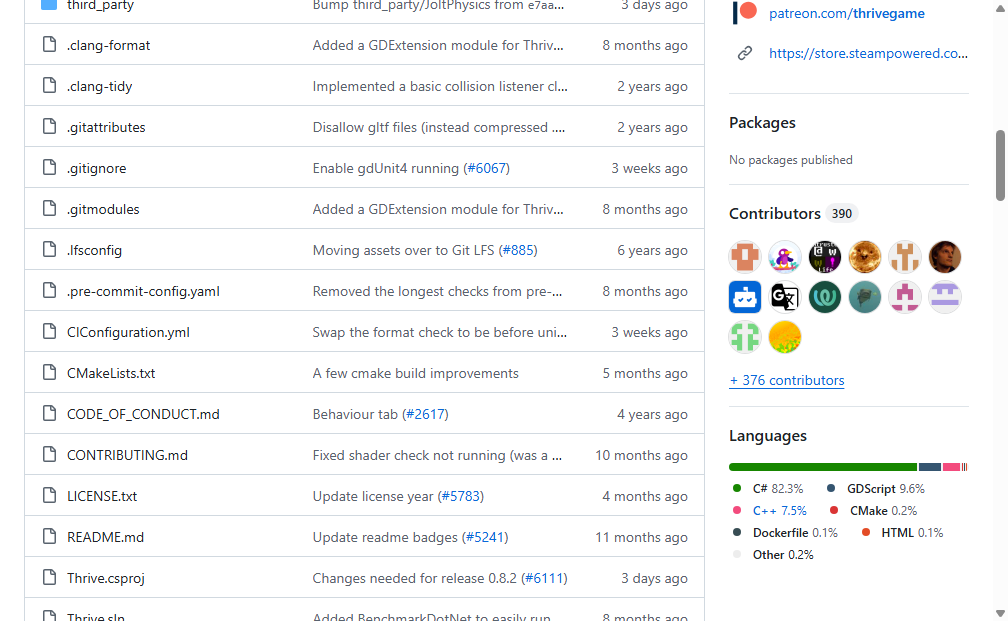 third_party Bump third_party/JoltPhysics from e7aa... 3 days ago
.clang-format Added a GDExtension module for Thriv... 8 months ago
.clang-tidy Implemented a basic collision listener cl... 2 years ago
.gitattributes Disallow gltf files (instead compressed .... 2 years ago
.gitignore Enable gdUnit4 running (#6067) 3 weeks ago
.gitmodules Added a GDExtension module for Thriv... 8 months ago
.lfsconfig Moving assets over to Git LFS (#885) 6 years ago
.pre-commit-config.yaml Removed the longest checks from pre-... 8 months ago
CIConfiguration.yml Swap the format check to be before uni... 3 weeks ago
CMakeLists.txt A few cmake build improvements 5 months ago
CODE_OF_CONDUCT.md Behaviour tab (#2617) 4 years ago
CONTRIBUTING.md Fixed shader check not running (was a ... 10 months ago
LICENSE.txt Update license year (#5783) 4 months ago
README.md Update readme badges (#5241) 11 months ago
Thrive.csproj Changes needed for release 0.8.2 (#6111) 3 days ago
Thrive.sln Added BenchmarkDotNet to easily run 8 months ago
patreon.com/thrivegame
https://store.steampowered.co...
Packages
No packages published
Contributors 390
+ 376 contributors
Languages
C# 82.3% GDScript 9.6%
C++ 7.5% CMake 0.2%
Dockerfile 0.1% HTML 0.1%
Other 0.2%